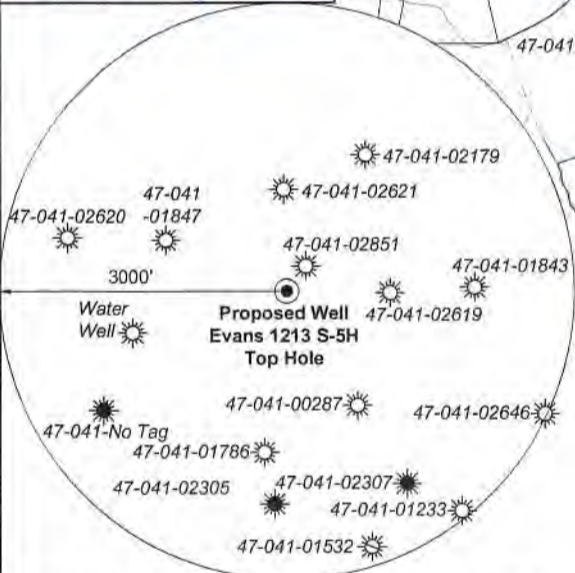 47-041
47-041-02179
47-041
-01847
47-041-02621
47-041-02620
47-041-02851
47-041-01843
3000'
Water
Well
Proposed Well
Evans 1213 S-5H
Top Hole
47-041-02619
47-041-00287
47-041-02646
47-041-No Tag
47-041-01786
47-041-02305
47-041-02307
47-041-01233
47-041-01532